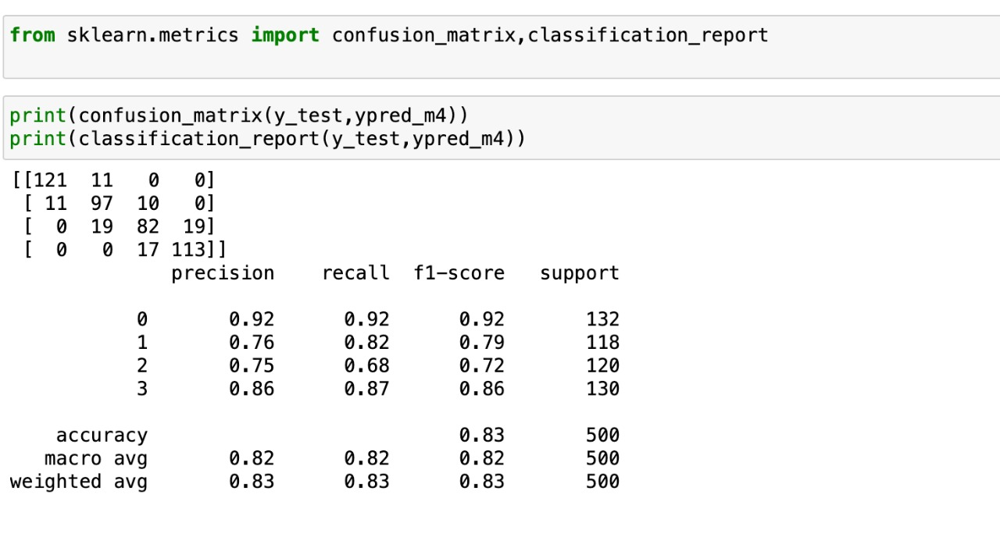 from sklearn.metrics import confusion_matrix,classification_report
print(confusion_matrix(y_test,ypred_m4))
print(classification_report(y_test,ypred_m4))
[[121  11   0   0]
 [ 11  97  10   0]
 [  0  19  82  19]
 [  0   0  17 113]]
              precision    recall  f1-score   support
           0       0.92      0.92      0.92       132
           1       0.76      0.82      0.79       118
           2       0.75      0.68      0.72       120
           3       0.86      0.87      0.86       130
    accuracy                           0.83       500
   macro avg       0.82      0.82      0.82       500
weighted avg       0.83      0.83      0.83       500